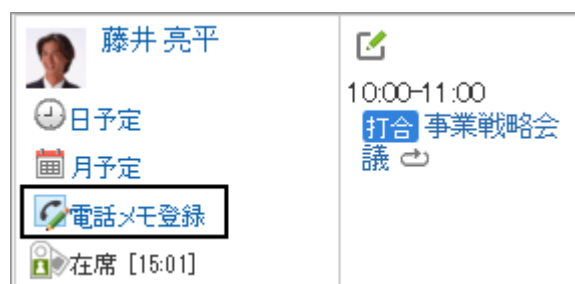 藤井 亮平
日予定
月予定
電話メモ登録
在席 [15:01]
10:00-11:00
打合 事業戦略会
議